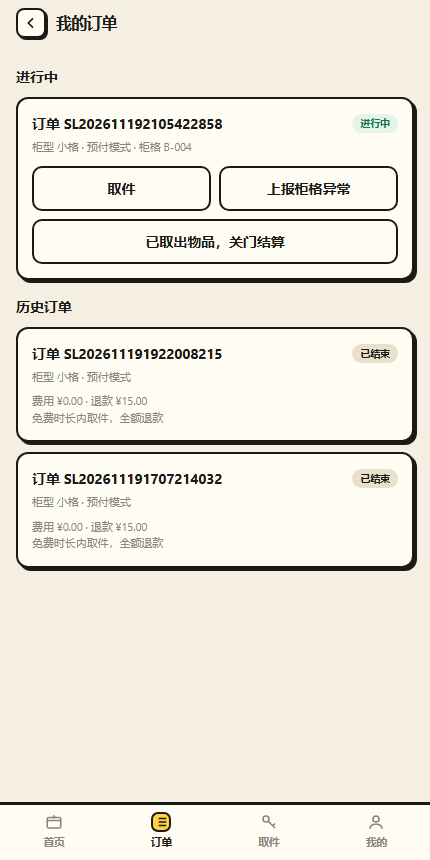 我的订单
进行中
订单 SL202611192105422858
进行中
柜型 小格 · 预付模式 · 柜格 B-004
取件
上报柜格异常
已取出物品，关门结算
历史订单
订单 SL202611191922008215
已结束
柜型 小格 · 预付模式
费用 ¥0.00 · 退款 ¥15.00
免费时长内取件，全额退款
订单 SL202611191707214032
已结束
柜型 小格 · 预付模式
费用 ¥0.00 · 退款 ¥15.00
免费时长内取件，全额退款
首页
订单
取件
我的